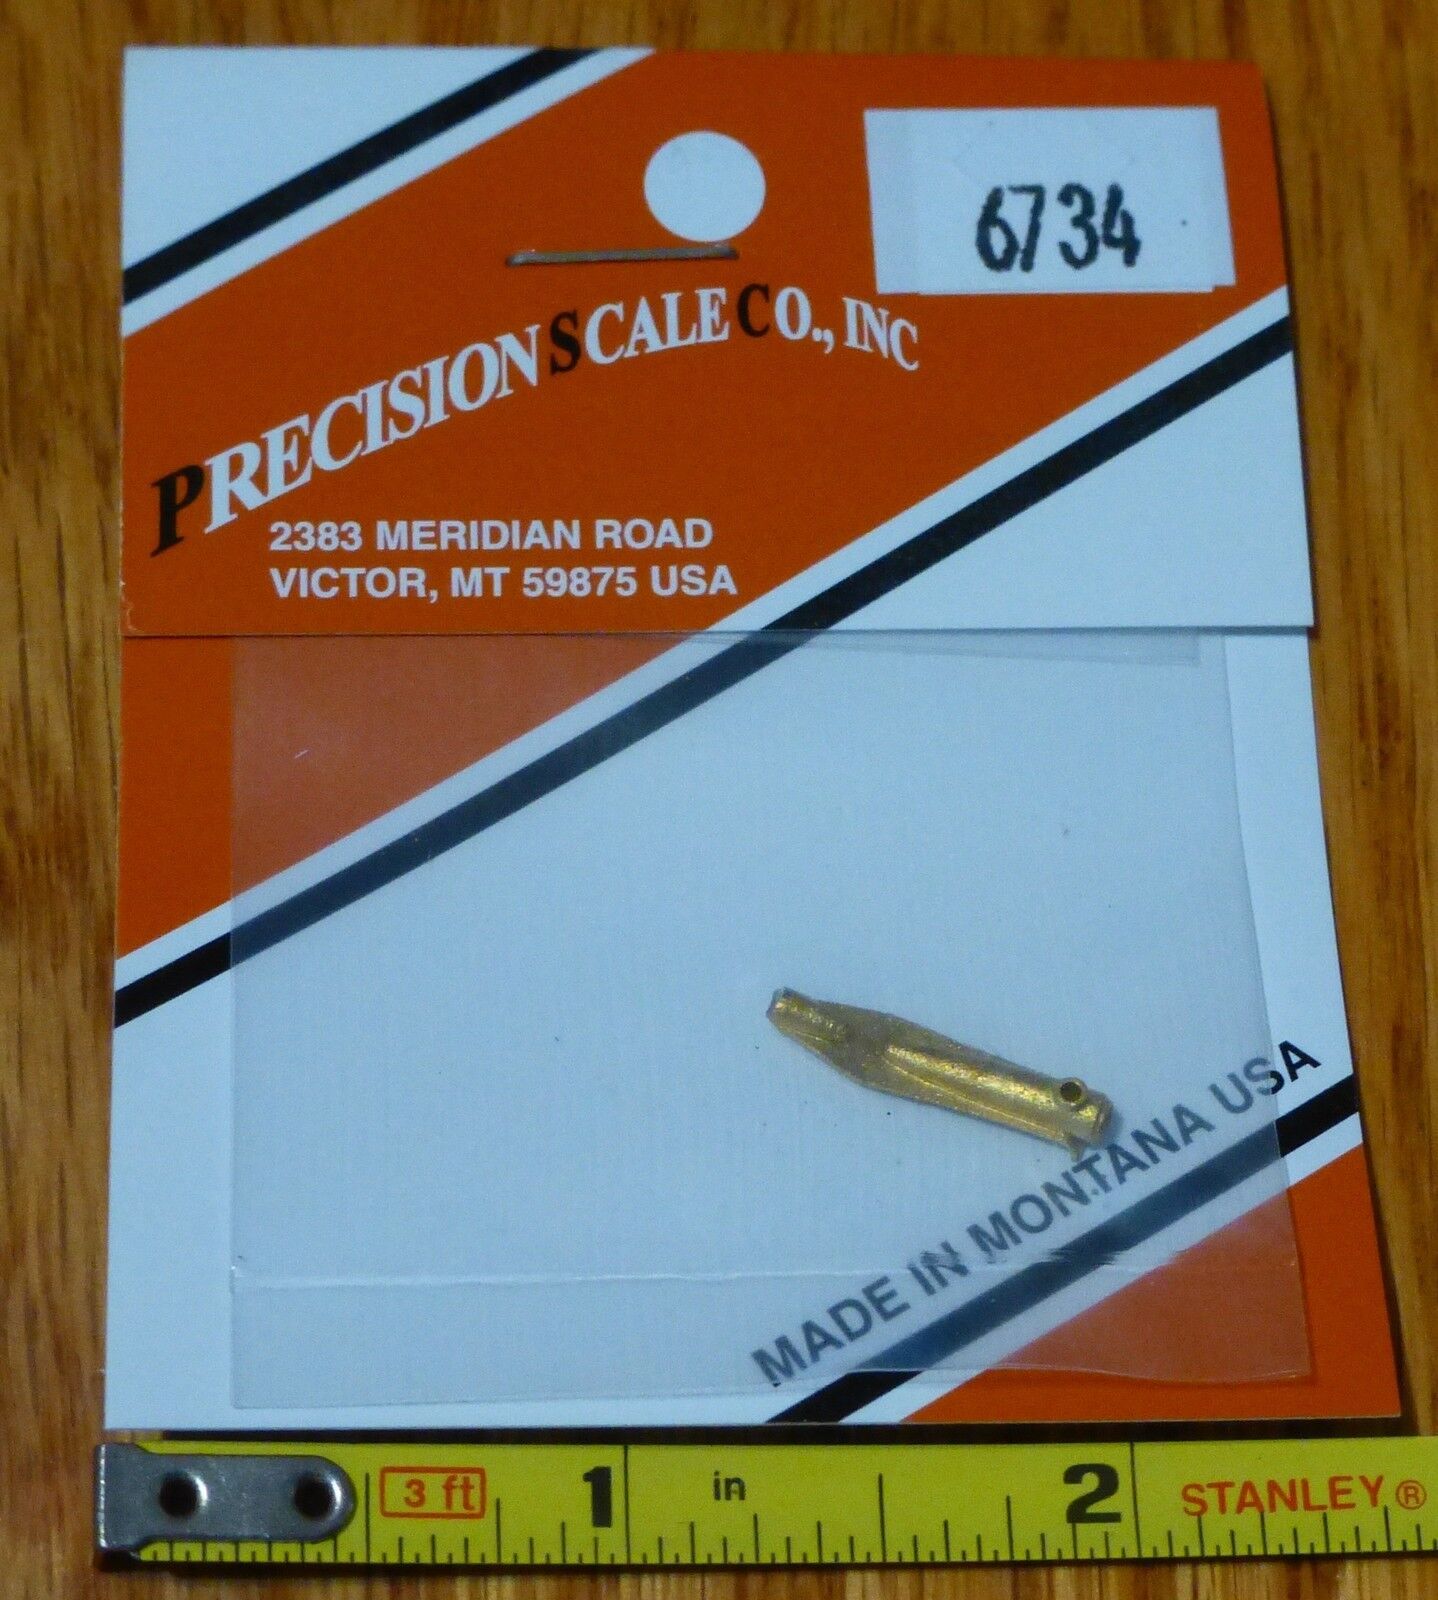 6734
PRECISION SCALE CO., INC
2383 MERIDIAN ROAD
VICTOR, MT 59875 USA
MADE IN MONTANA USA
3 ft 1 in 2 STANLEY®